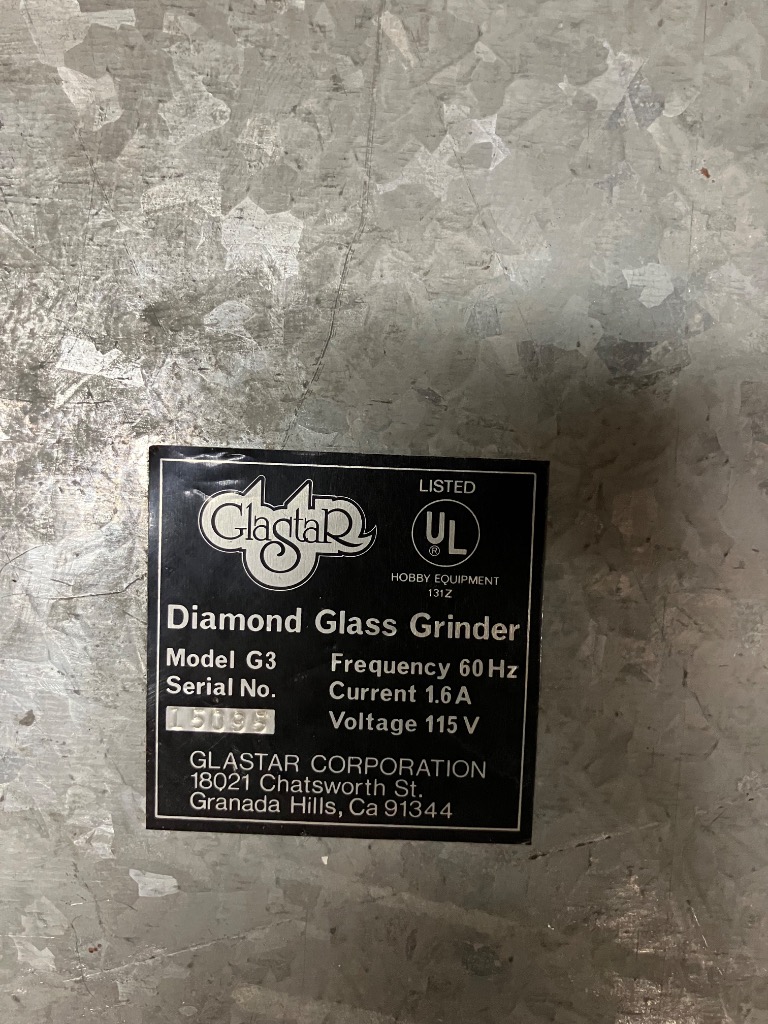 GlastaR
LISTED
UL
®
HOBBY EQUIPMENT
131Z
Diamond Glass Grinder
Model G3
Frequency 60 Hz
Serial No.
Current 1.6 A
15095
Voltage 115 V
GLASTAR CORPORATION
18021 Chatsworth St.
Granada Hills, Ca 91344